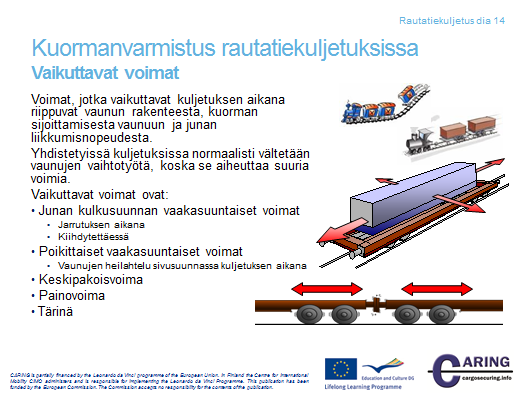 Rautatiekuljetus dia 14
Kuormanvarmistus rautatiekuljetuksissa
Vaikuttavat voimat
Voimat, jotka vaikuttavat kuljetuksen aikana
riippuvat vaunun rakenteesta, kuorman
sijoittamisesta vaunuun ja junan
liikkumisnopeudesta.
Yhdistetyissä kuljetuksissa normaalisti vältetään
vaunujen vaihtotyötä, koska se aiheuttaa suuria
voimia.
Vaikuttavat voimat ovat:
• Junan kulkusuunnan vaakasuntaiset voimat
• Jarrutuksen aikana
• Kiihdytettäessä
• Poikittaiset vaakasuuntaiset voimat
• Vaunujen heilahtelu sivusuunnassa kuljetuksen aikana
• Keskipakoisvoima
• Painovoima
• Tärinä
CARING is partially financed by the Leonardo da Vinci programme of the European Union. In Finland the Centre for International
Mobility CIMO administers and is responsible for implementing the Leonardo da Vinci Programme. This publication has been
funded by the European Commission. The Commission accepts no responsibility for the contents of the publication.
Education and Culture DG
Lifelong Learning Programme
CARING
cargosecuring.info